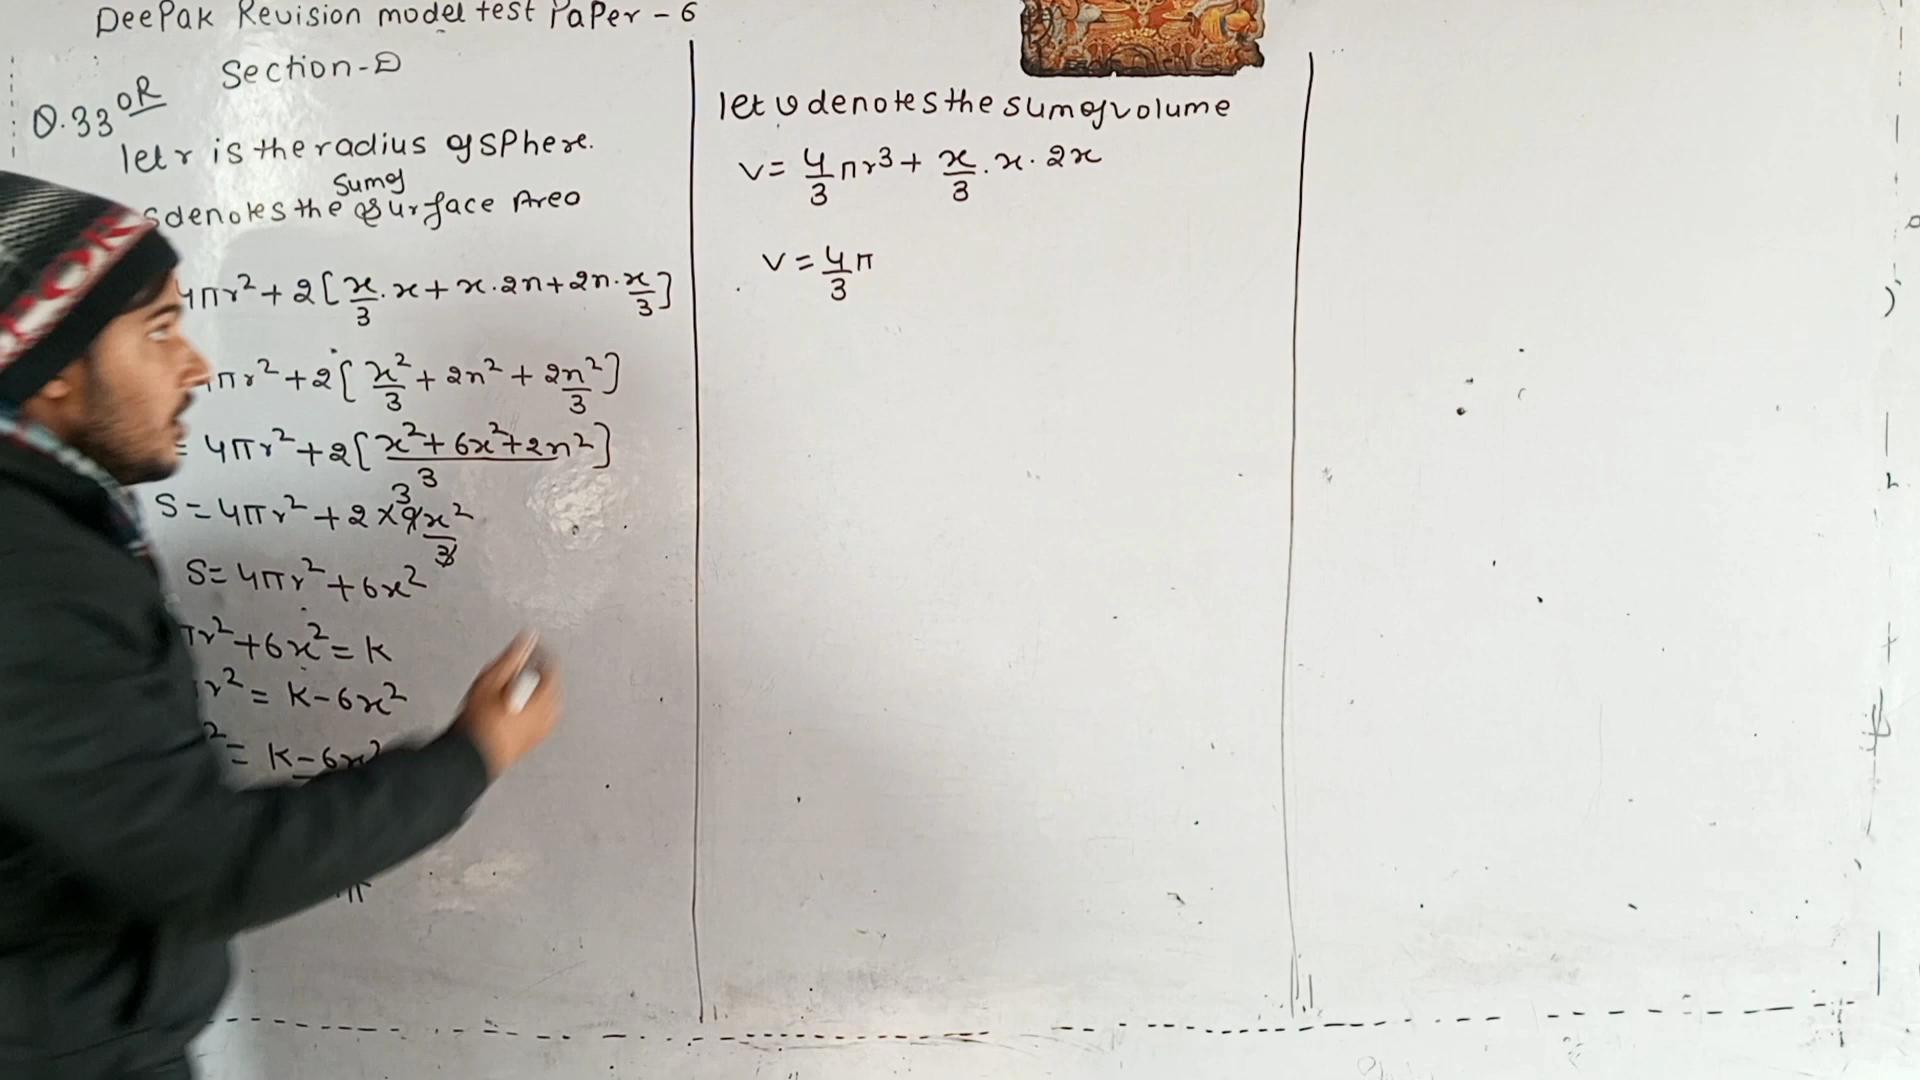 DeePak Revision model test PaPer - 6
Section-D
Q.33 OR
let r is the radius of sPhere.
sum of
S denotes the surface Area
4πr² + 2[x/3 . x + x . 2x + 2x . x/3]
πr² + 2[x²/3 + 2x² + 2x²/3]
= 4πr² + 2[(x² + 6x² + 2x²)/3]
S = 4πr² + 2 × 9x²/3 3
S = 4πr² + 6x²
πr² + 6x² = k
r² = k - 6x²
² = k - 6x²
π
let v denotes the sum of volume
V = 4/3 πr³ + x/3 . x . 2x
V = 4/3 π